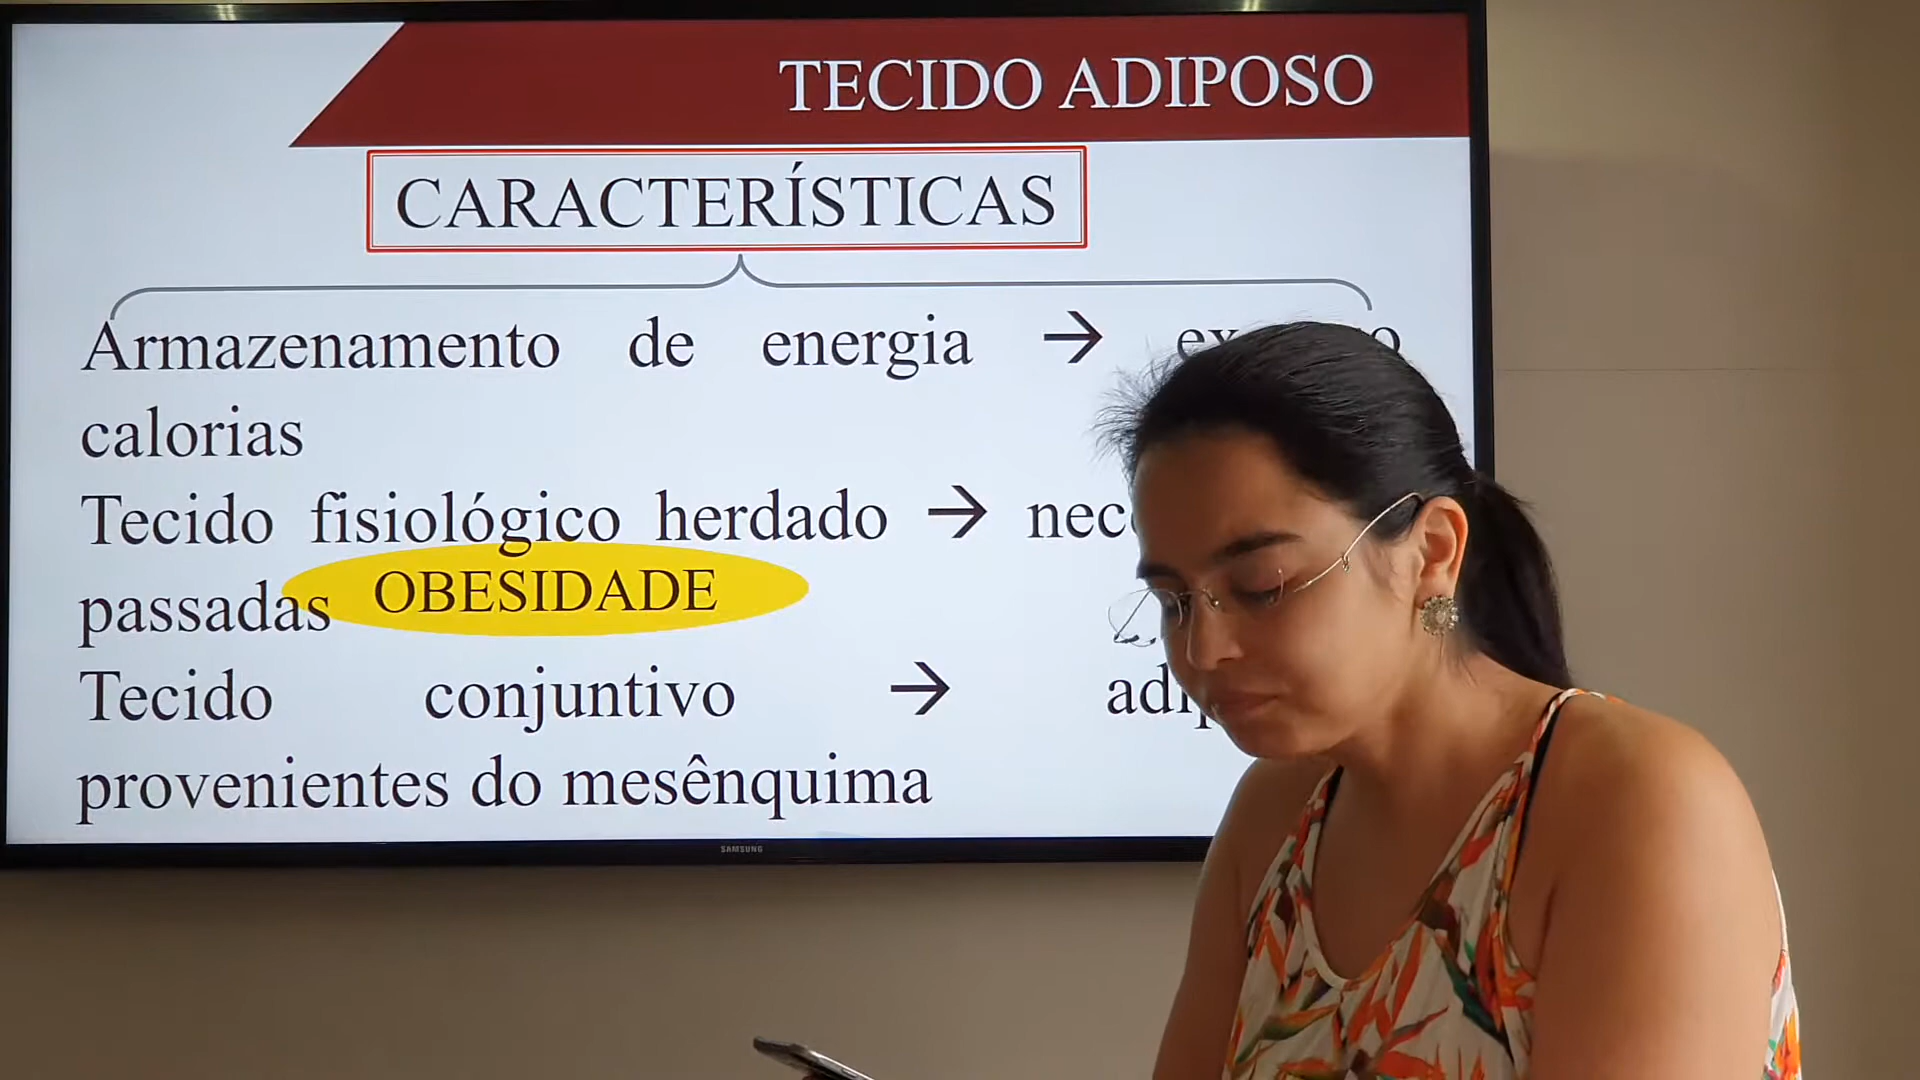 TECIDO ADIPOSO
CARACTERÍSTICAS
Armazenamento de energia →
calorias
Tecido fisiológico herdado →
passadas
OBESIDADE
Tecido conjuntivo →
provenientes do mesênquima
SAMSUNG